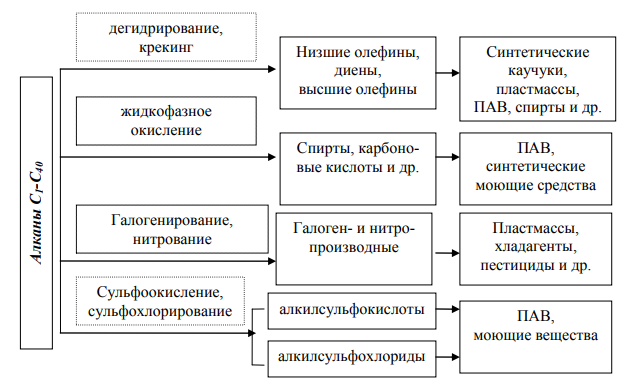 Алканы C1-C40
дегидрирование,
крекинг
Низшие олефины,
диены,
высшие олефины
Синтетические
каучуки,
пластмассы,
ПАВ, спирты и др.
жидкофазное
окисление
Спирты, карбоно-
вые кислоты и др.
ПАВ,
синтетические
моющие средства
Галогенирование,
нитрование
Галоген- и нитро-
производные
Пластмассы,
хладагенты,
пестициды и др.
Сульфоокисление,
сульфохлорирование
алкилсульфокислоты
алкилсульфохлориды
ПАВ,
моющие вещества